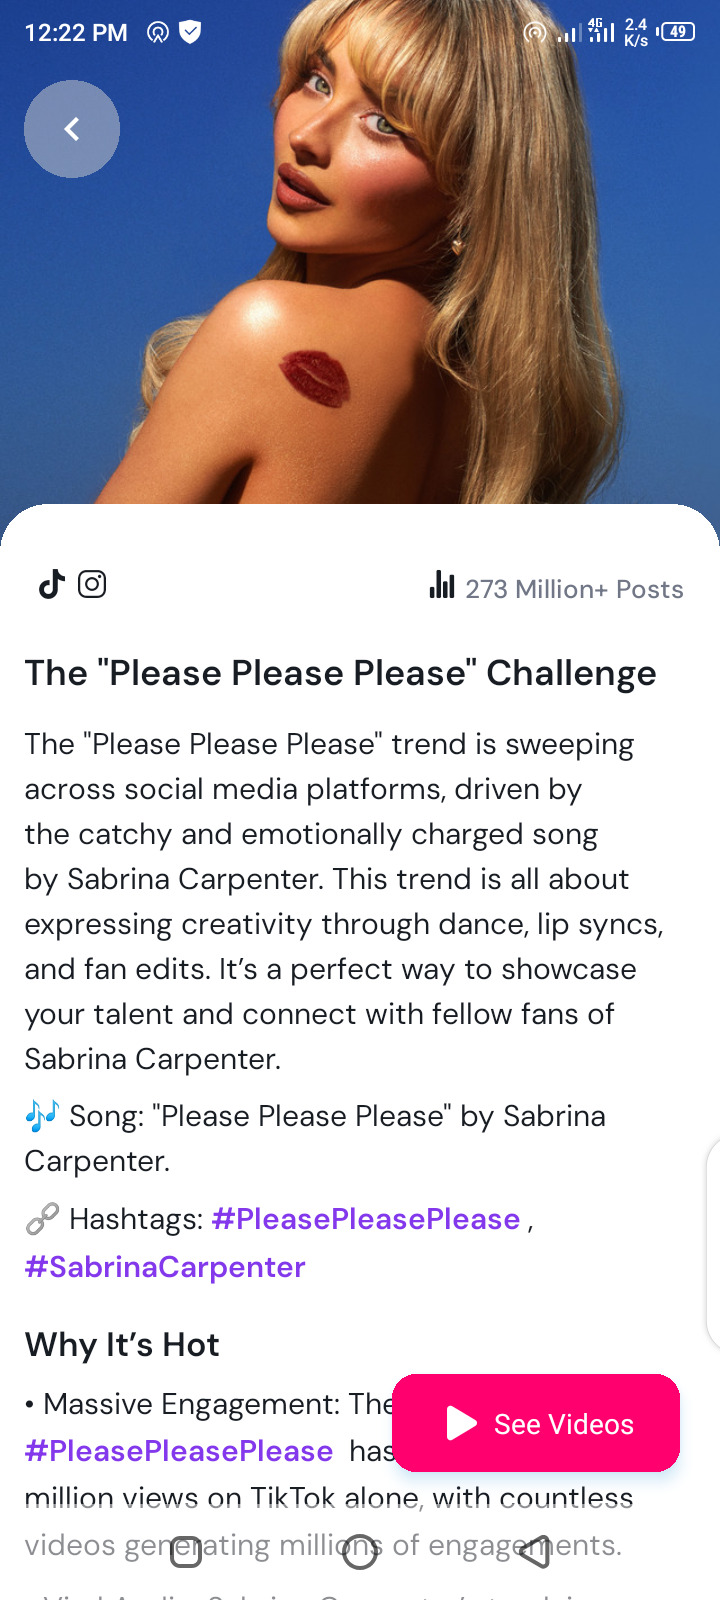 12:22 PM
4G
2.4
K/s
49
273 Million+ Posts
The "Please Please Please" Challenge
The "Please Please Please" trend is sweeping
across social media platforms, driven by
the catchy and emotionally charged song
by Sabrina Carpenter. This trend is all about
expressing creativity through dance, lip syncs,
and fan edits. It’s a perfect way to showcase
your talent and connect with fellow fans of
Sabrina Carpenter.
🎶 Song: "Please Please Please" by Sabrina
Carpenter.
🔗 Hashtags: #PleasePleasePlease ,
#SabrinaCarpenter
Why It’s Hot
• Massive Engagement: The
#PleasePleasePlease has
See Videos
million views on TikTok alone, with countless
videos generating millions of engagements.